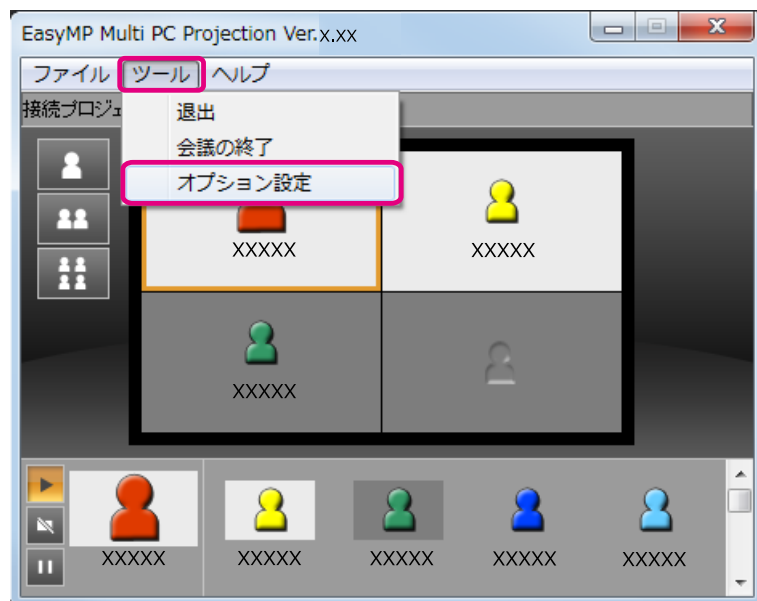 EasyMP Multi PC Projection Ver.X.XX
ファイル ツール ヘルプ
接続プロジェ
退出
会議の終了
オプション設定
XXXXX XXXXX
XXXXX
XXXXX XXXXX XXXXX XXXXX XXXXX